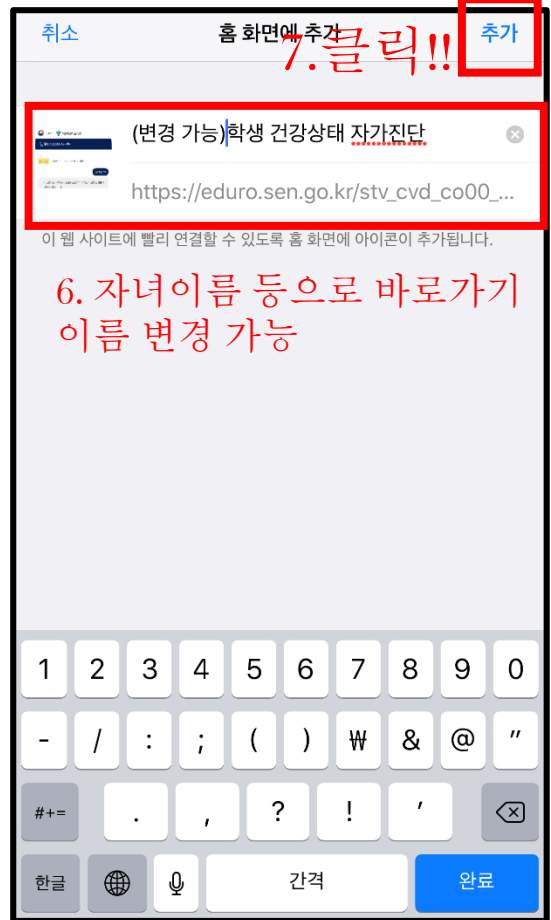 취소 홈 화면에 추가 추가
7.클릭!!
(변경 가능)학생 건강상태 자가진단
https://eduro.sen.go.kr/stv_cvd_co00_...
이 웹 사이트에 빨리 연결할 수 있도록 홈 화면에 아이콘이 추가됩니다.
6. 자녀이름 등으로 바로가기
이름 변경 가능
1 2 3 4 5 6 7 8 9 0
- / : ; ( ) ₩ & @ "
#+= . , ? ! '
한글 간격 완료